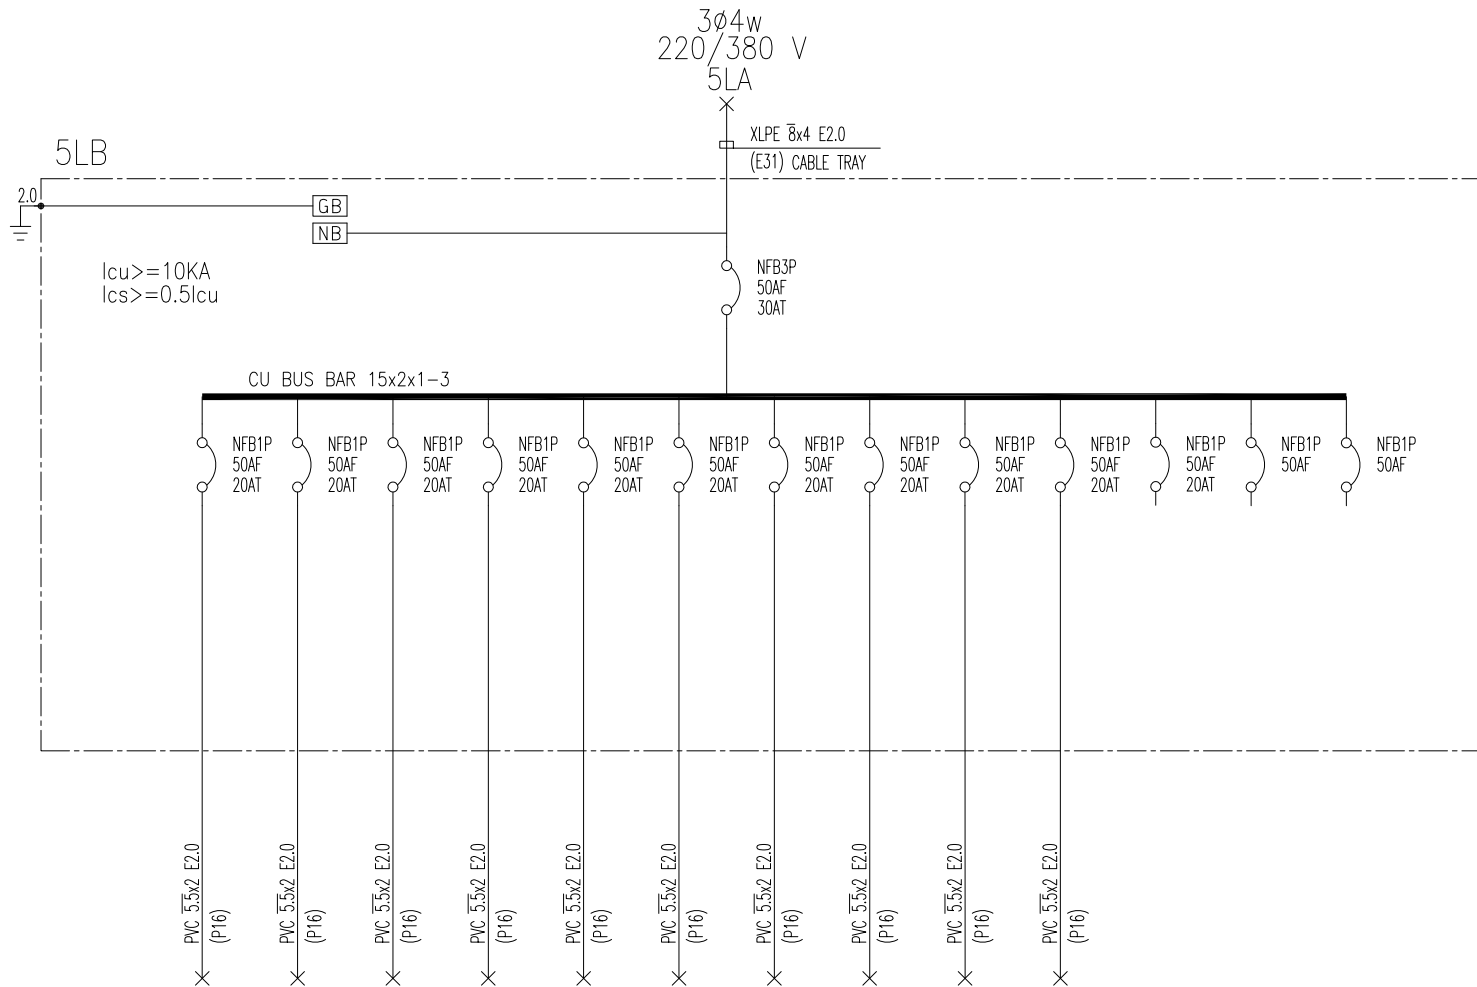 3ø4w
220/380 V
5LA
XLPE 8x4 E2.0
(E31) CABLE TRAY
5LB
2.0
GB
NB
Icu>=10KA
Ics>=0.5Icu
NFB3P
50AF
30AT
CU BUS BAR 15x2x1-3
NFB1P
50AF
20AT
NFB1P
50AF
20AT
NFB1P
50AF
20AT
NFB1P
50AF
20AT
NFB1P
50AF
20AT
NFB1P
50AF
20AT
NFB1P
50AF
20AT
NFB1P
50AF
20AT
NFB1P
50AF
20AT
NFB1P
50AF
20AT
NFB1P
50AF
20AT
NFB1P
50AF
NFB1P
50AF
PVC 5.5x2 E2.0
(P16)
PVC 5.5x2 E2.0
(P16)
PVC 5.5x2 E2.0
(P16)
PVC 5.5x2 E2.0
(P16)
PVC 5.5x2 E2.0
(P16)
PVC 5.5x2 E2.0
(P16)
PVC 5.5x2 E2.0
(P16)
PVC 5.5x2 E2.0
(P16)
PVC 5.5x2 E2.0
(P16)
PVC 5.5x2 E2.0
(P16)